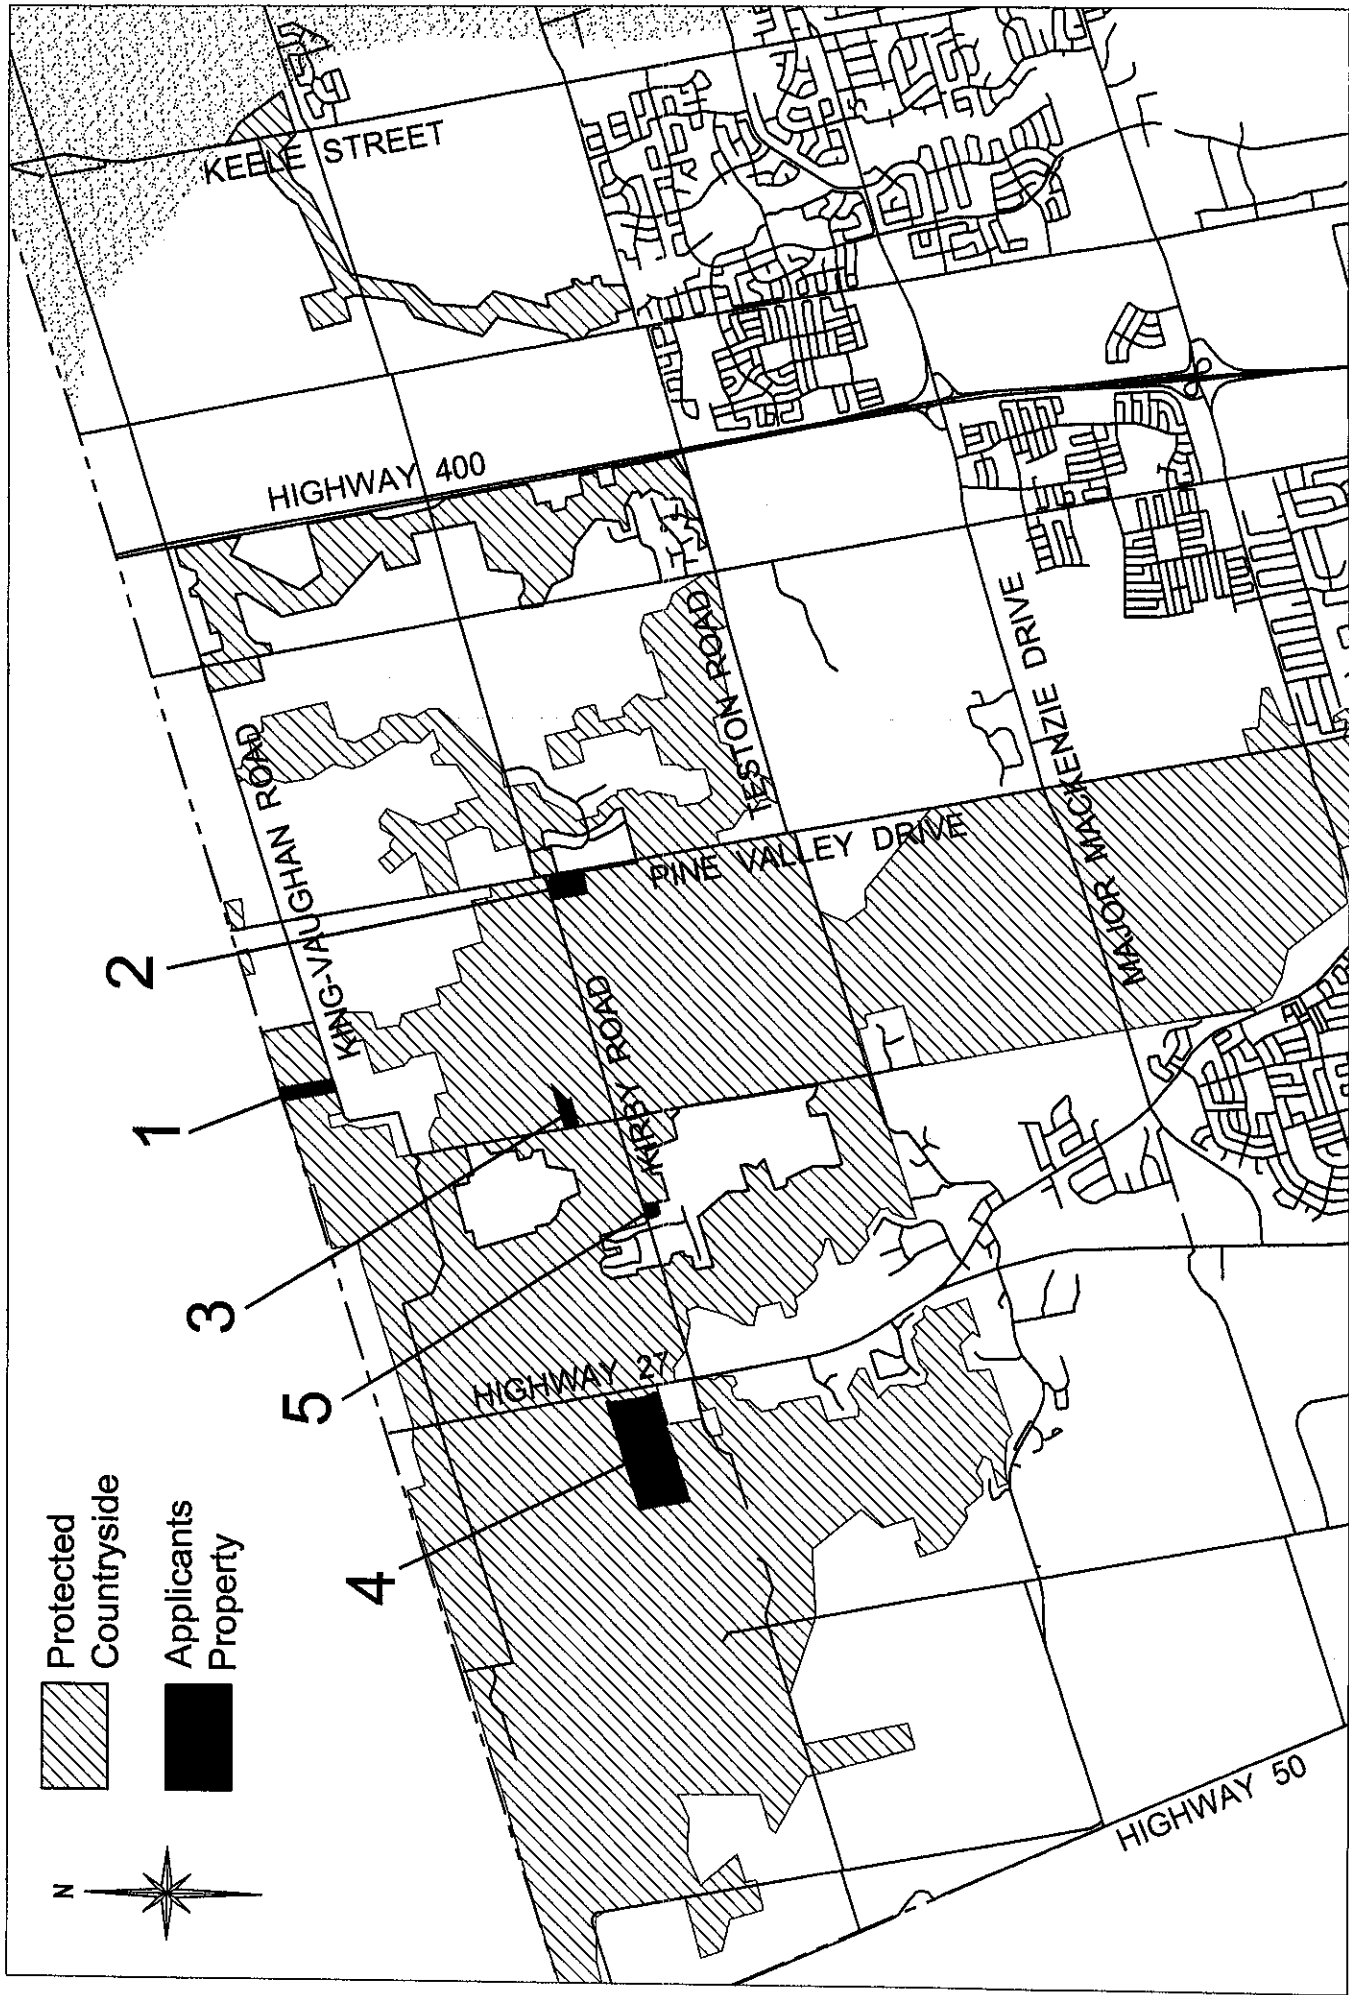 N
Protected
Countryside
Applicants
Property
4
5
3
1
2
KEELE STREET
HIGHWAY 400
KING-VAUGHAN ROAD
TESTON ROAD
PINE VALLEY DRIVE
KIRBY ROAD
MAJOR MACKENZIE DRIVE
HIGHWAY 27
HIGHWAY 50